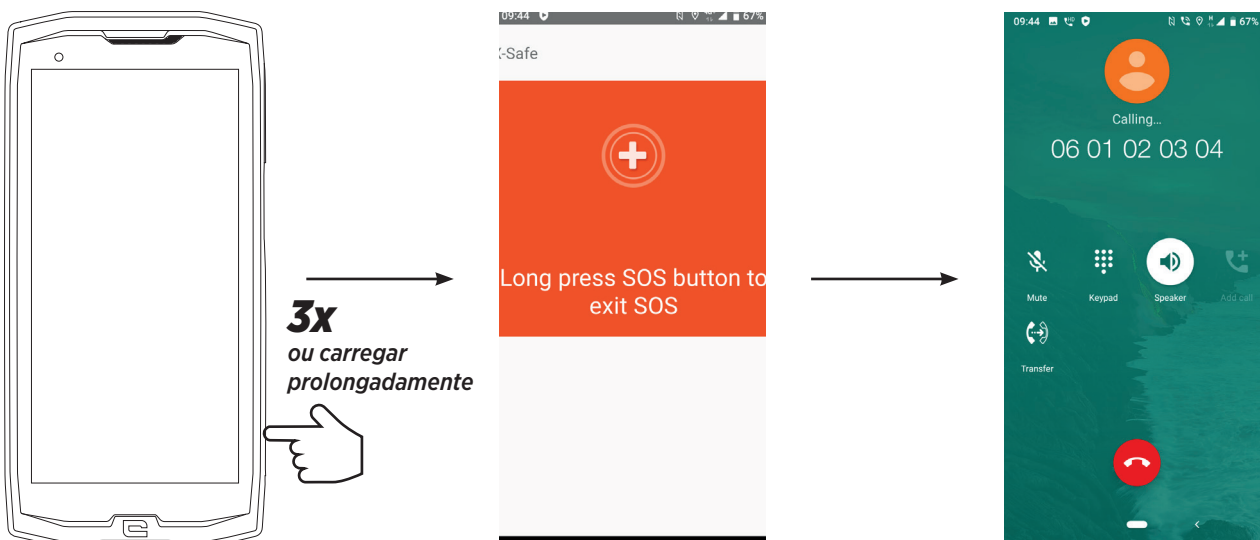 3x
ou carregar
prolongadamente
09:44
67%
-Safe
Long press SOS button to
exit SOS
09:44
67%
Calling...
06 01 02 03 04
Mute
Keypad
Speaker
Add call
Transfer